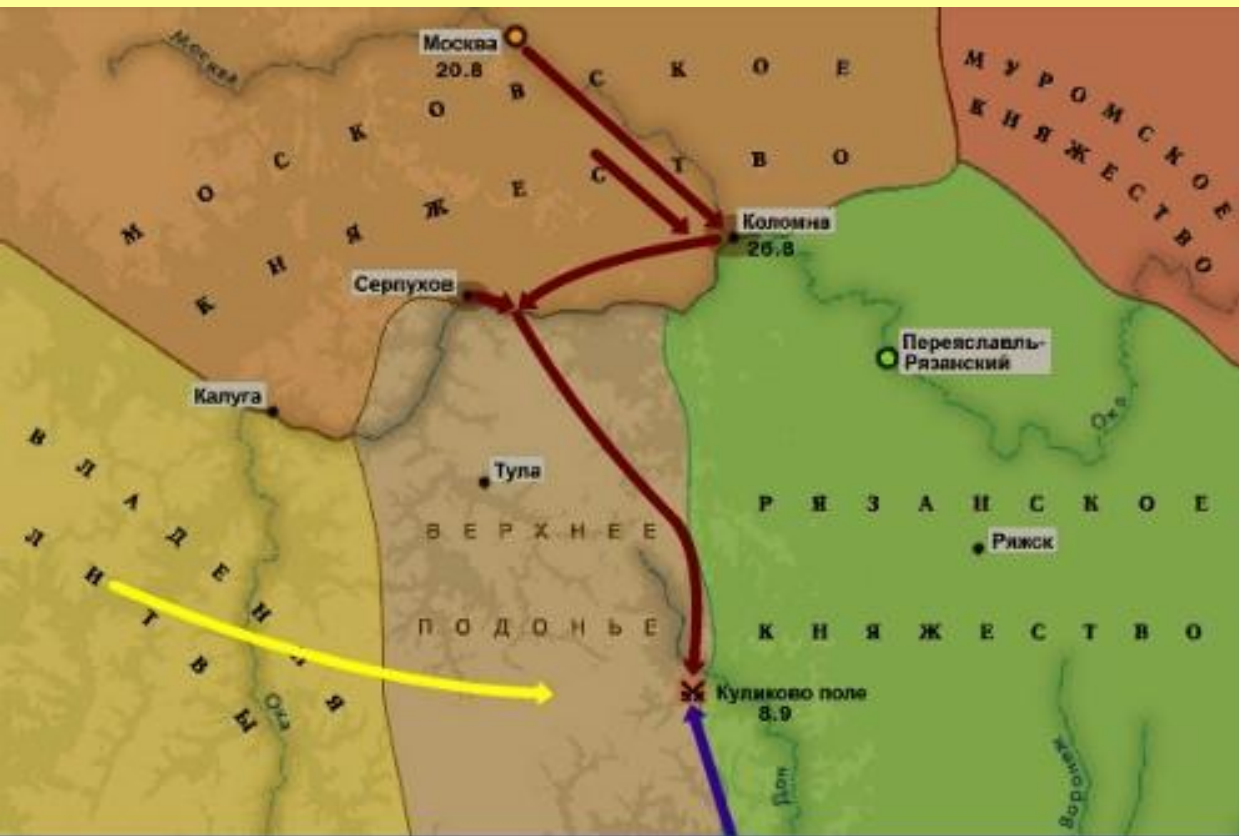 Москва
Москва
20.8
МОСКОВСКОЕ
КНЯЖЕСТВО
МУРОМСКОЕ
КНЯЖЕСТВО
Коломна
26.8
Серпухов
Переяславль-
Рязанский
Калуга
Ока
Тула
ВЛАДЕНИЯ
ЛИТВЫ
ВЕРХНЕЕ
ПОДОНЬЕ
РЯЗАНСКОЕ
Ряжск
КНЯЖЕСТВО
Куликово поле
8.9
Ока
Дон
Воронеж